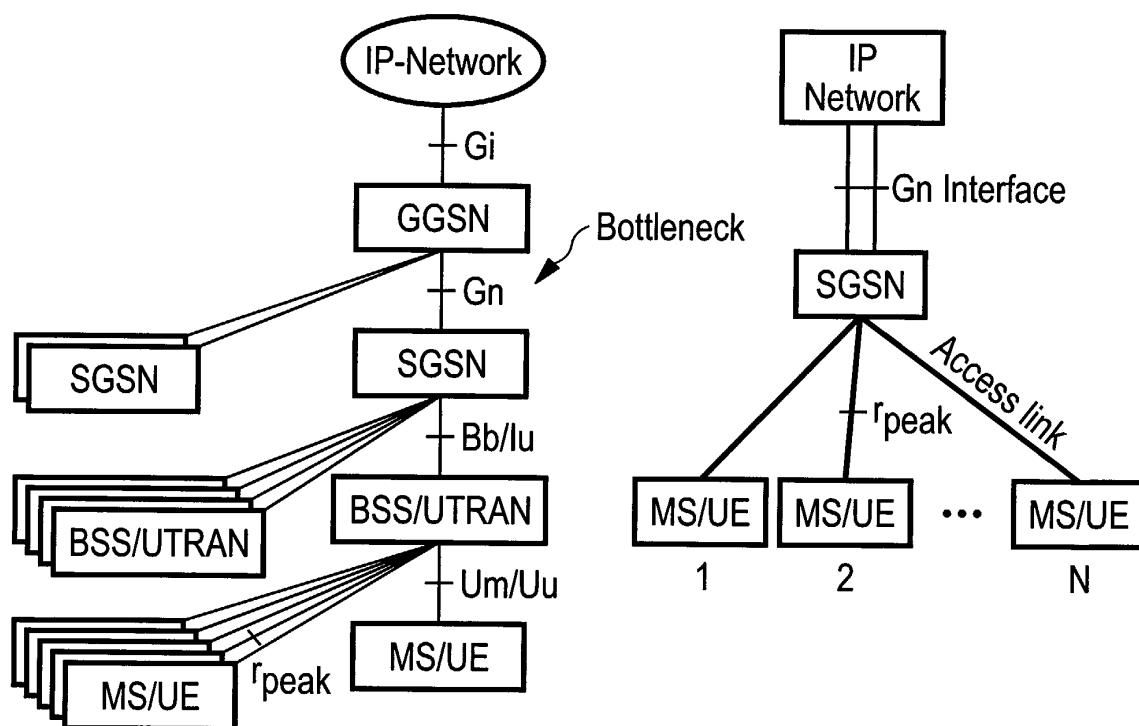 IP-Network
Gi
GGSN
Bottleneck
Gn
SGSN
SGSN
Bb/Iu
BSS/UTRAN
BSS/UTRAN
Um/Uu
rpeak
MS/UE
MS/UE
IP
Network
Gn Interface
SGSN
Access link
rpeak
MS/UE
MS/UE
•••
MS/UE
1
2
N